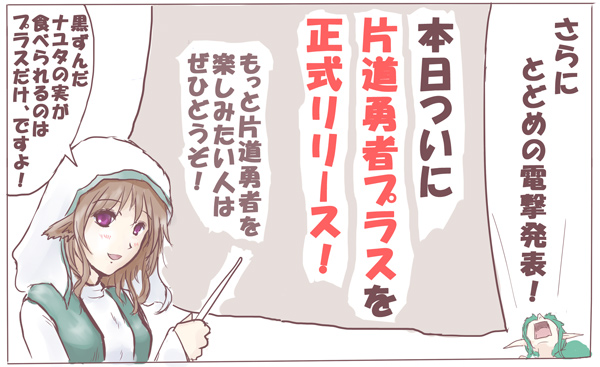 さらに
とどめの電撃発表!
本日ついに
片道勇者プラスを
正式リリース!
もっと片道勇者を
楽しみたい人は
ぜひとうぞ!
黒ずんだ
ナユタの実が
食べられるのは
プラスだけ、ですよ!